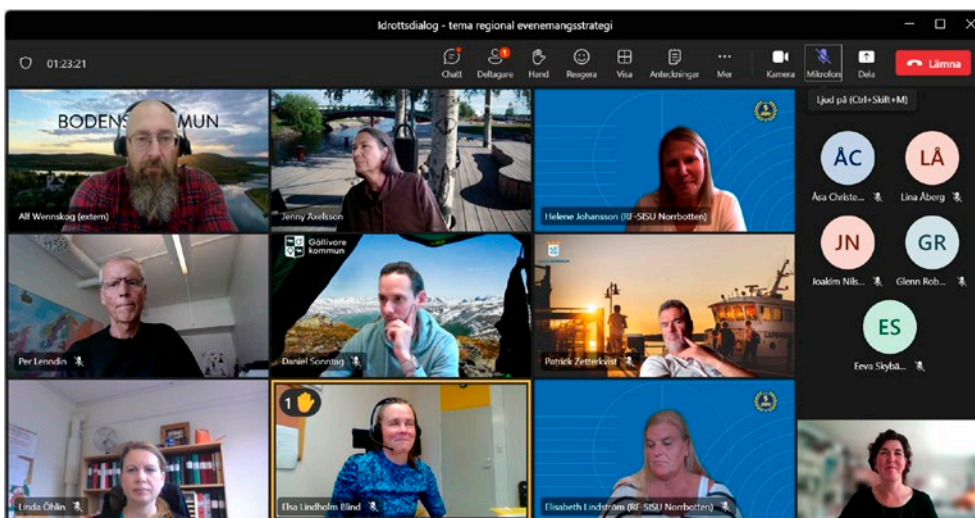 Idrottsdialog - tema regional evenemangsstrategi
01:23:21
Chatt
1
Deltagare
Hand
Reagera
Visa
Anteckningar
Mer
Kamera
Mikrofon
Dela
Lämna
Ljud på (Ctrl+Skift+M)
BODENS MMUN
Alf Wennskog (extern)
Jenny Axelsson
Helene Johansson (RF-SISU Norrbotten)
ÅC
LÅ
Åsa Christe...
Lina Åberg
Gällivare
kommun
Per Lenndin
Daniel Sonntag
Patrick Zetterkvist
JN
GR
Joakim Nils...
Glenn Rob...
ES
Eeva Skybä...
1
Linda Öhlin
Elsa Lindholm Blind
Elisabeth Lindström (RF-SISU Norrbotten)